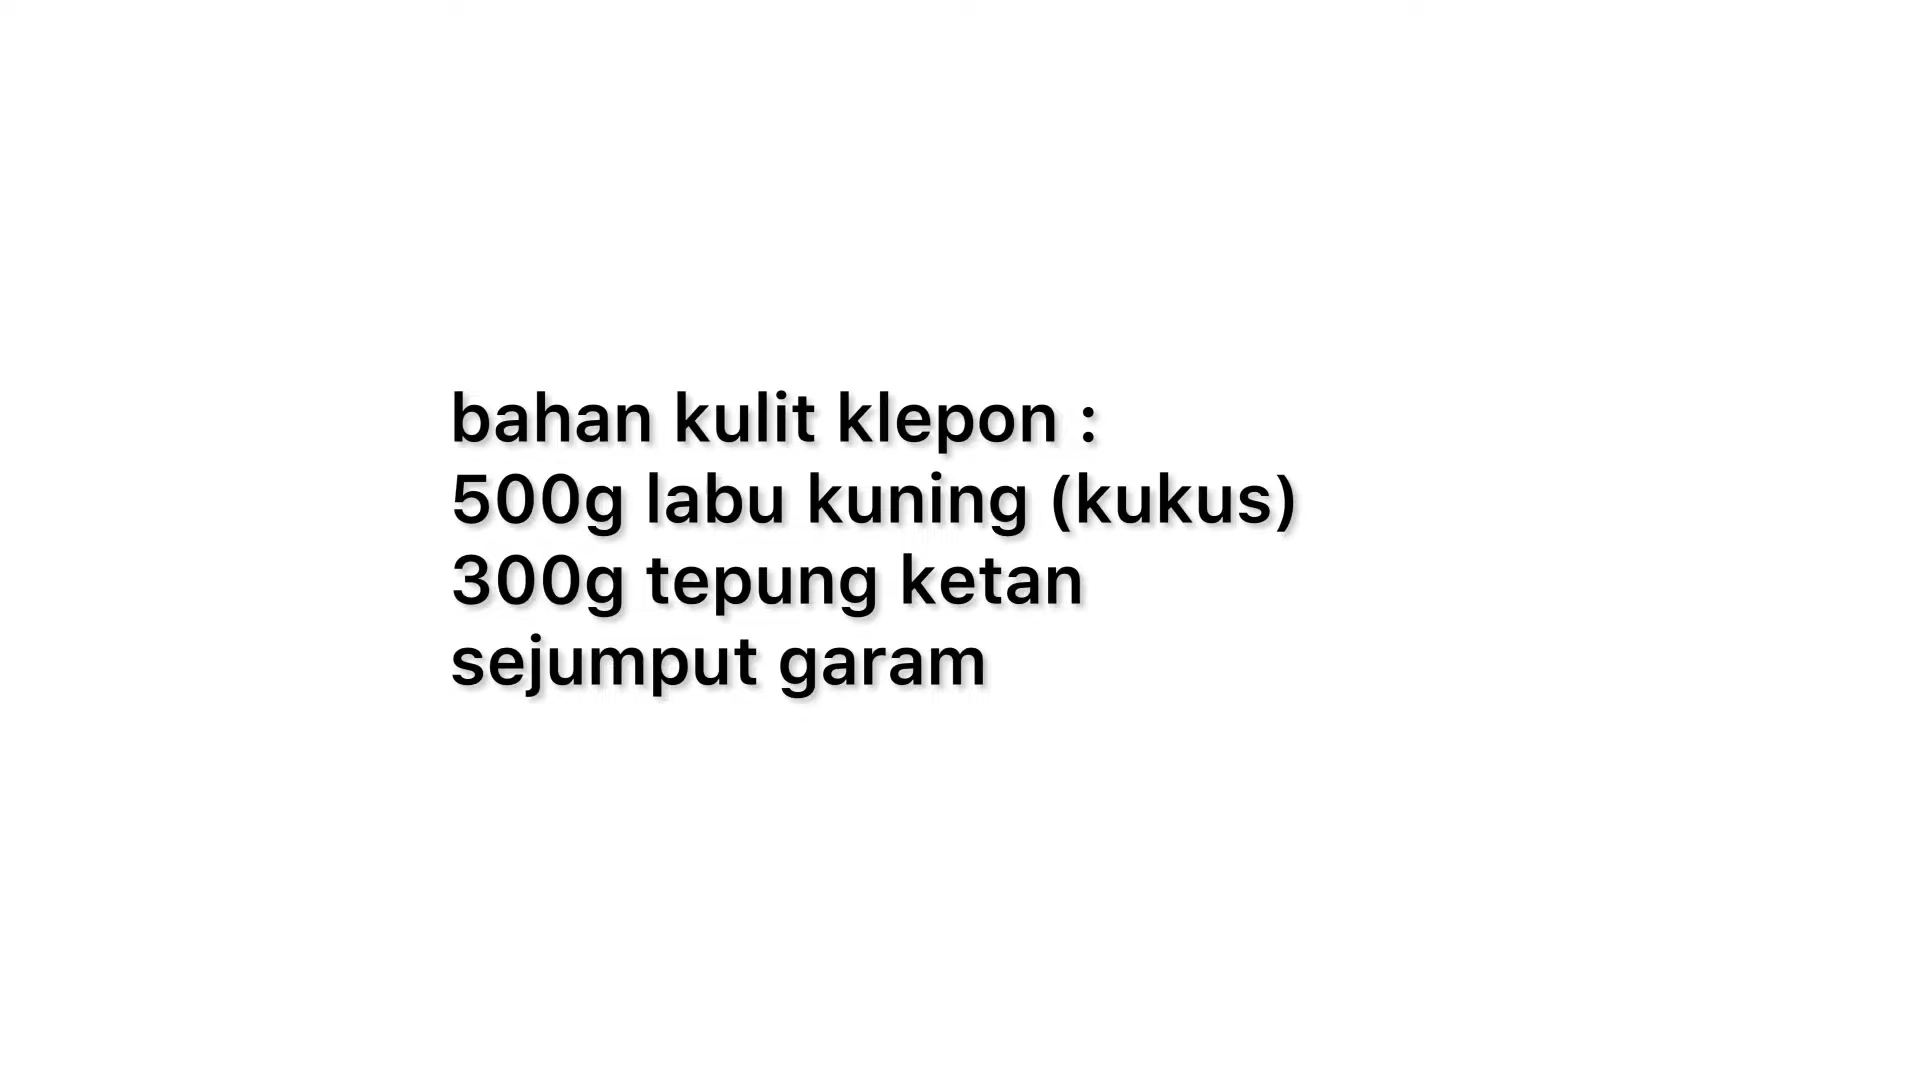 bahan kulit klepon :
500g labu kuning (kukus)
300g tepung ketan
sejumput garam